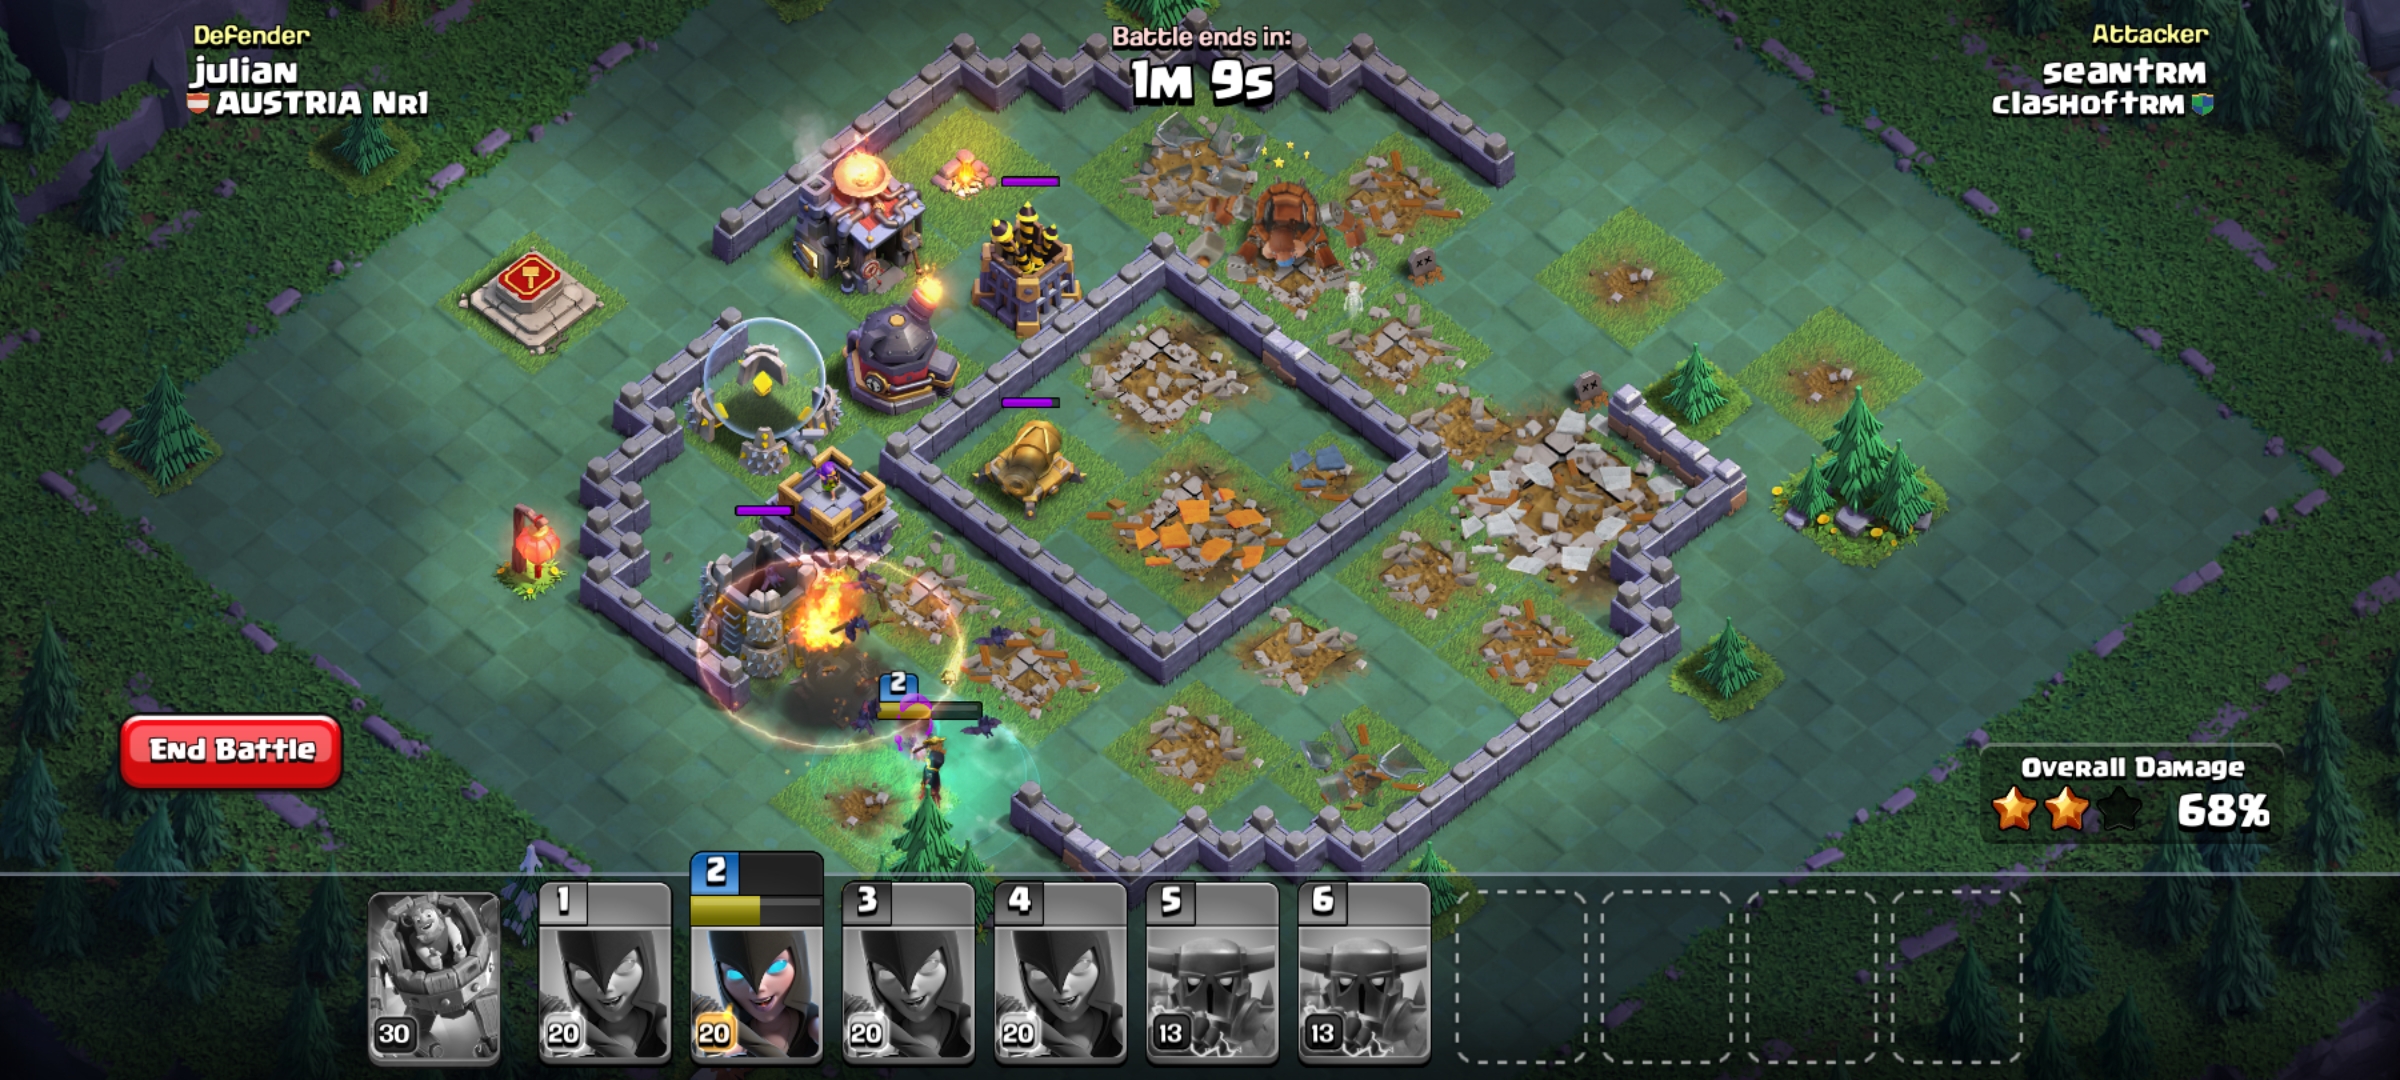 Defender
julian
AUSTRIA Nr1
Battle ends in:
1M 9s
Attacker
seantrm
clashoftrm
2
End Battle
Overall Damage
68%
30
1
20
2
20
3
20
4
20
5
13
6
13